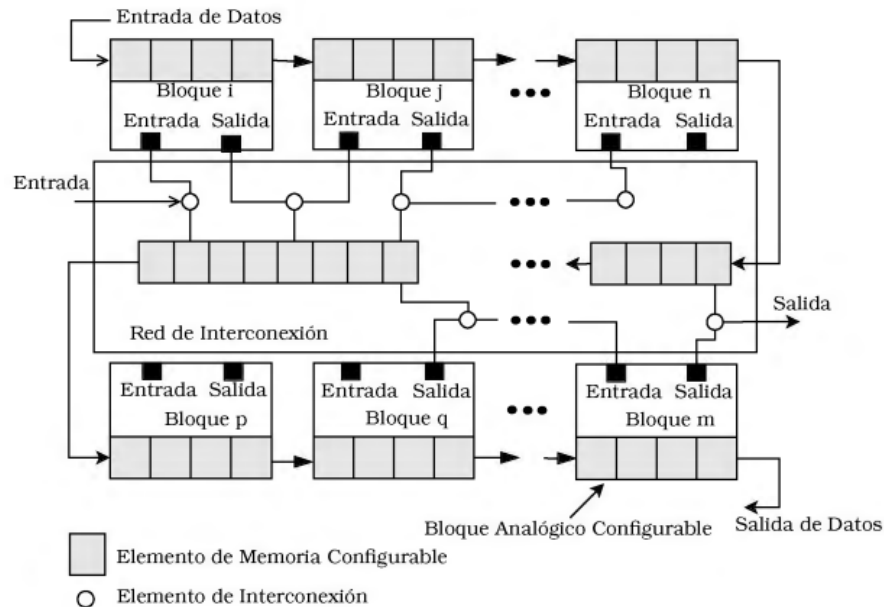 Entrada de Datos
Bloque i
Bloque j
Bloque n
Entrada Salida
Entrada Salida
Entrada Salida
Entrada
Salida
Red de Interconexión
Entrada Salida
Entrada Salida
Entrada Salida
Bloque p
Bloque q
Bloque m
Bloque Analógico Configurable
Salida de Datos
Elemento de Memoria Configurable
Elemento de Interconexión